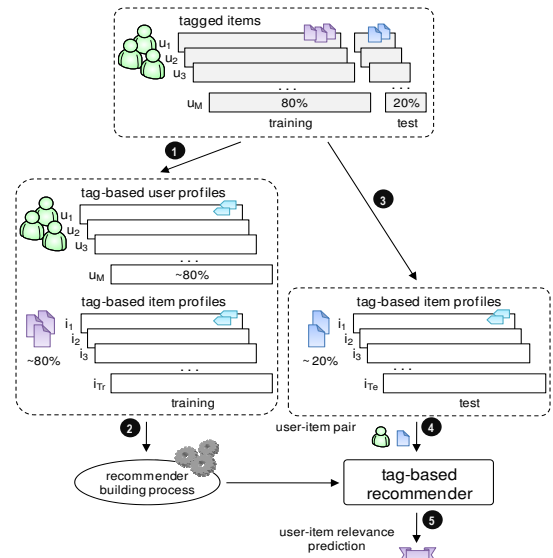 tagged items
u1
u2
u3
. . .
. . .
uM
80%
20%
training
test
1
3
tag-based user profiles
u1
u2
u3
. . .
uM
~80%
tag-based item profiles
i1
i2
i3
~80%
. . .
iTr
training
tag-based item profiles
i1
i2
i3
~ 20%
. . .
iTe
test
2
user-item pair
4
recommender
building process
tag-based
recommender
5
user-item relevance
prediction